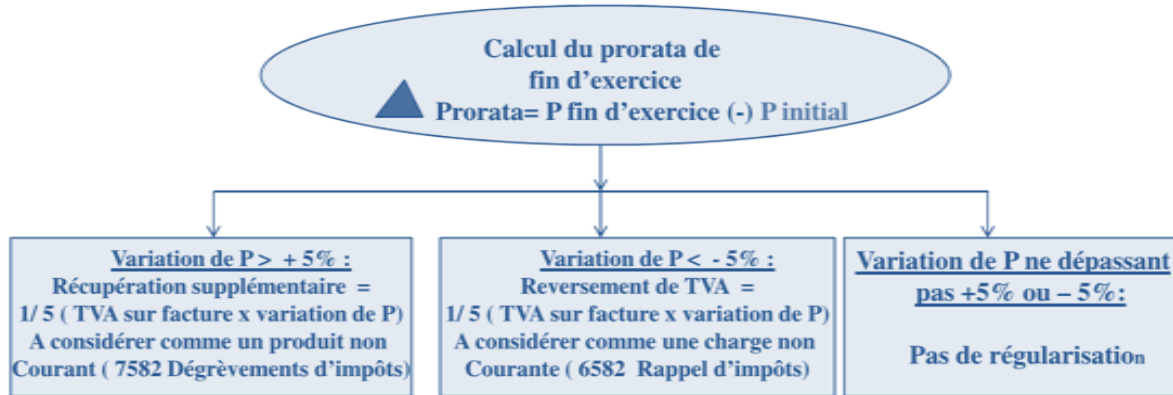 Calcul du prorata de
fin d’exercice
Prorata= P fin d’exercice (-) P initial
Variation de P > + 5% :
Récupération supplémentaire =
1/ 5 ( TVA sur facture x variation de P)
A considérer comme un produit non
Courant ( 7582 Dégrèvements d’impôts)
Variation de P < - 5% :
Reversement de TVA =
1/ 5 ( TVA sur facture x variation de P)
A considérer comme une charge non
Courante ( 6582 Rappel d’impôts)
Variation de P ne dépassant
pas +5% ou – 5%:
Pas de régularisation